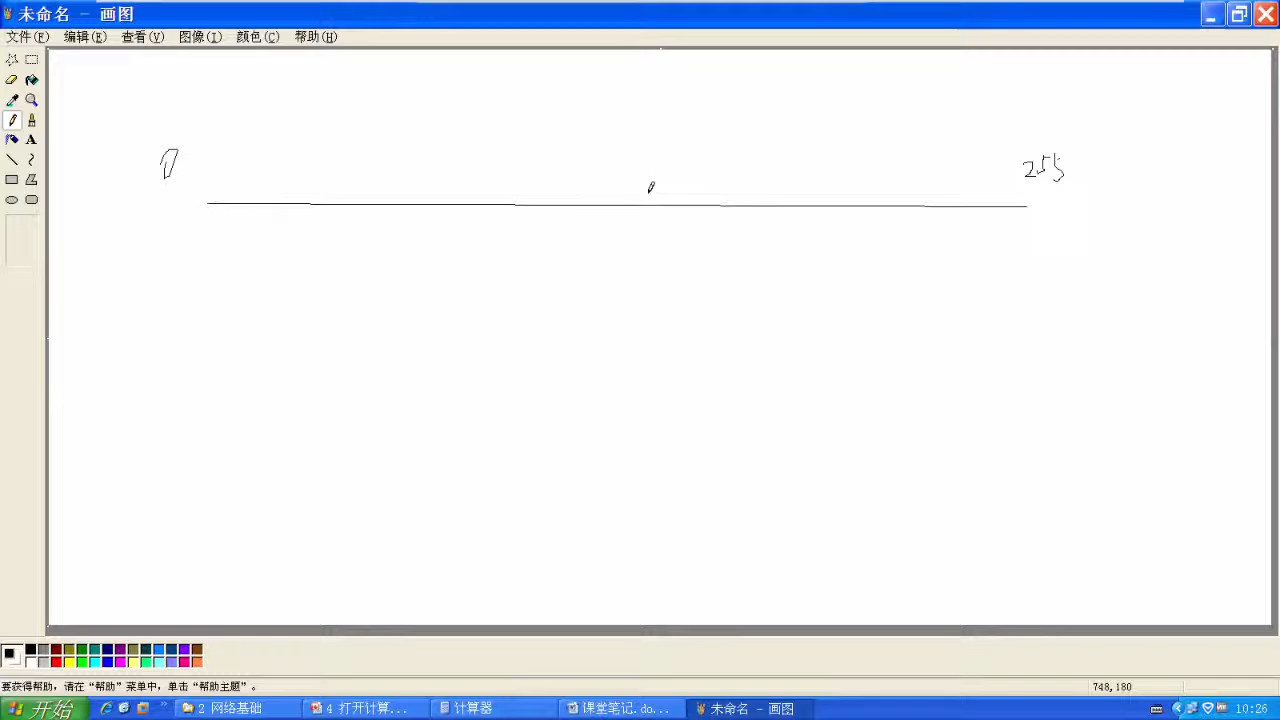 未命名 - 画图
文件(F) 编辑(E) 查看(V) 图像(I) 颜色(C) 帮助(H)
A
0 255
要获得帮助，请在“帮助”菜单中，单击“帮助主题”。 748,180
开始 2 网络基础 4 打开计算... 计算器 课堂笔记.do... 未命名 - 画图 10:26